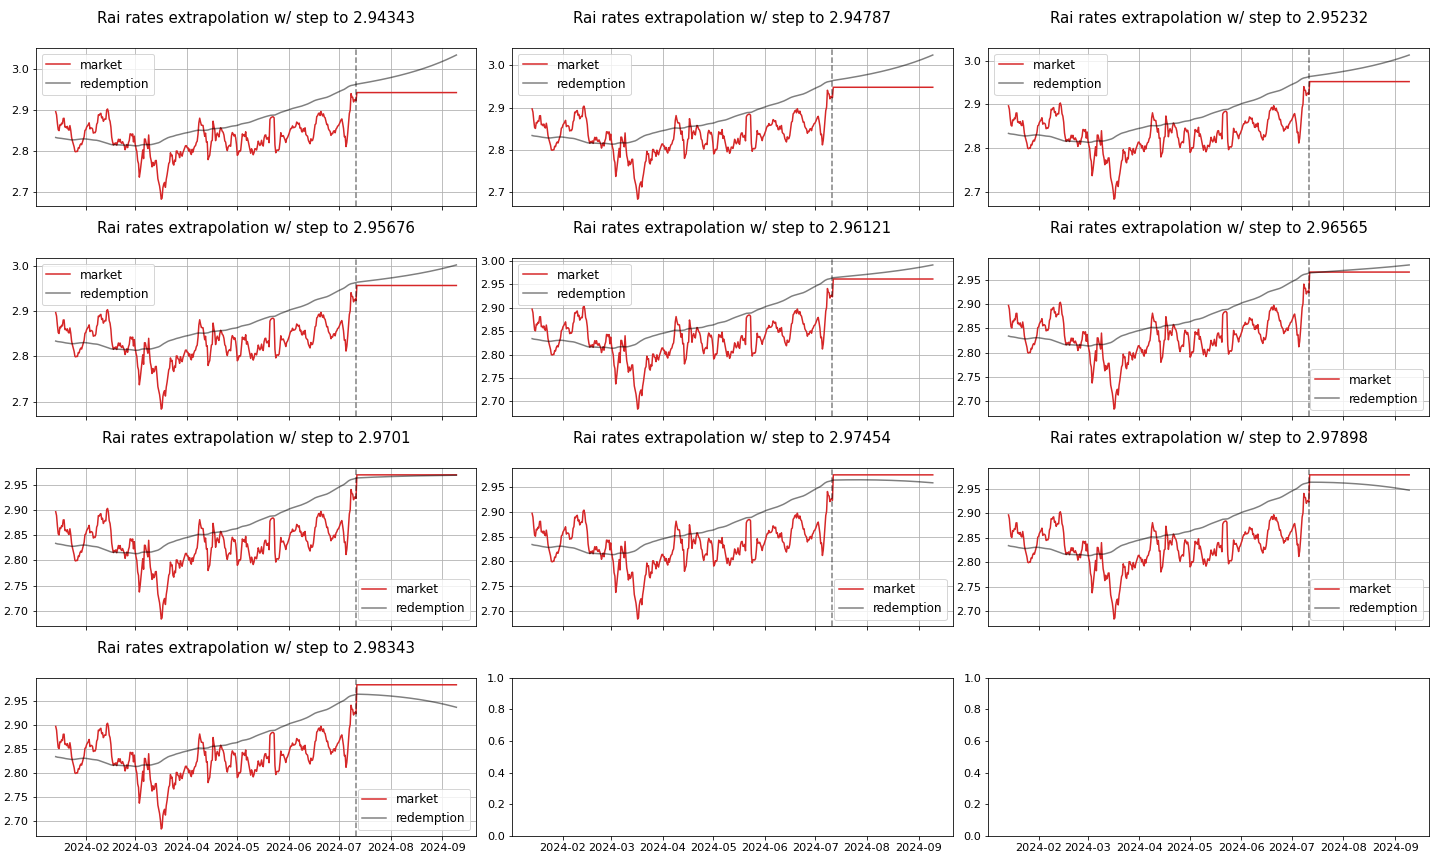 Rai rates extrapolation w/ step to 2.94343
Rai rates extrapolation w/ step to 2.94787
Rai rates extrapolation w/ step to 2.95232
3.0
2.9
2.8
2.7
market
redemption
3.0
2.9
2.8
2.7
market
redemption
3.0
2.9
2.8
2.7
market
redemption
Rai rates extrapolation w/ step to 2.95676
Rai rates extrapolation w/ step to 2.96121
Rai rates extrapolation w/ step to 2.96565
3.0
2.9
2.8
2.7
market
redemption
3.00
2.95
2.90
2.85
2.80
2.75
2.70
market
redemption
2.95
2.90
2.85
2.80
2.75
2.70
market
redemption
Rai rates extrapolation w/ step to 2.9701
Rai rates extrapolation w/ step to 2.97454
Rai rates extrapolation w/ step to 2.97898
2.95
2.90
2.85
2.80
2.75
2.70
market
redemption
2.95
2.90
2.85
2.80
2.75
2.70
market
redemption
2.95
2.90
2.85
2.80
2.75
2.70
market
redemption
Rai rates extrapolation w/ step to 2.98343
2.95
2.90
2.85
2.80
2.75
2.70
market
redemption
2024-02 2024-03 2024-04 2024-05 2024-06 2024-07 2024-08 2024-09
1.0
0.8
0.6
0.4
0.2
0.0
2024-02 2024-03 2024-04 2024-05 2024-06 2024-07 2024-08 2024-09
1.0
0.8
0.6
0.4
0.2
0.0
2024-02 2024-03 2024-04 2024-05 2024-06 2024-07 2024-08 2024-09